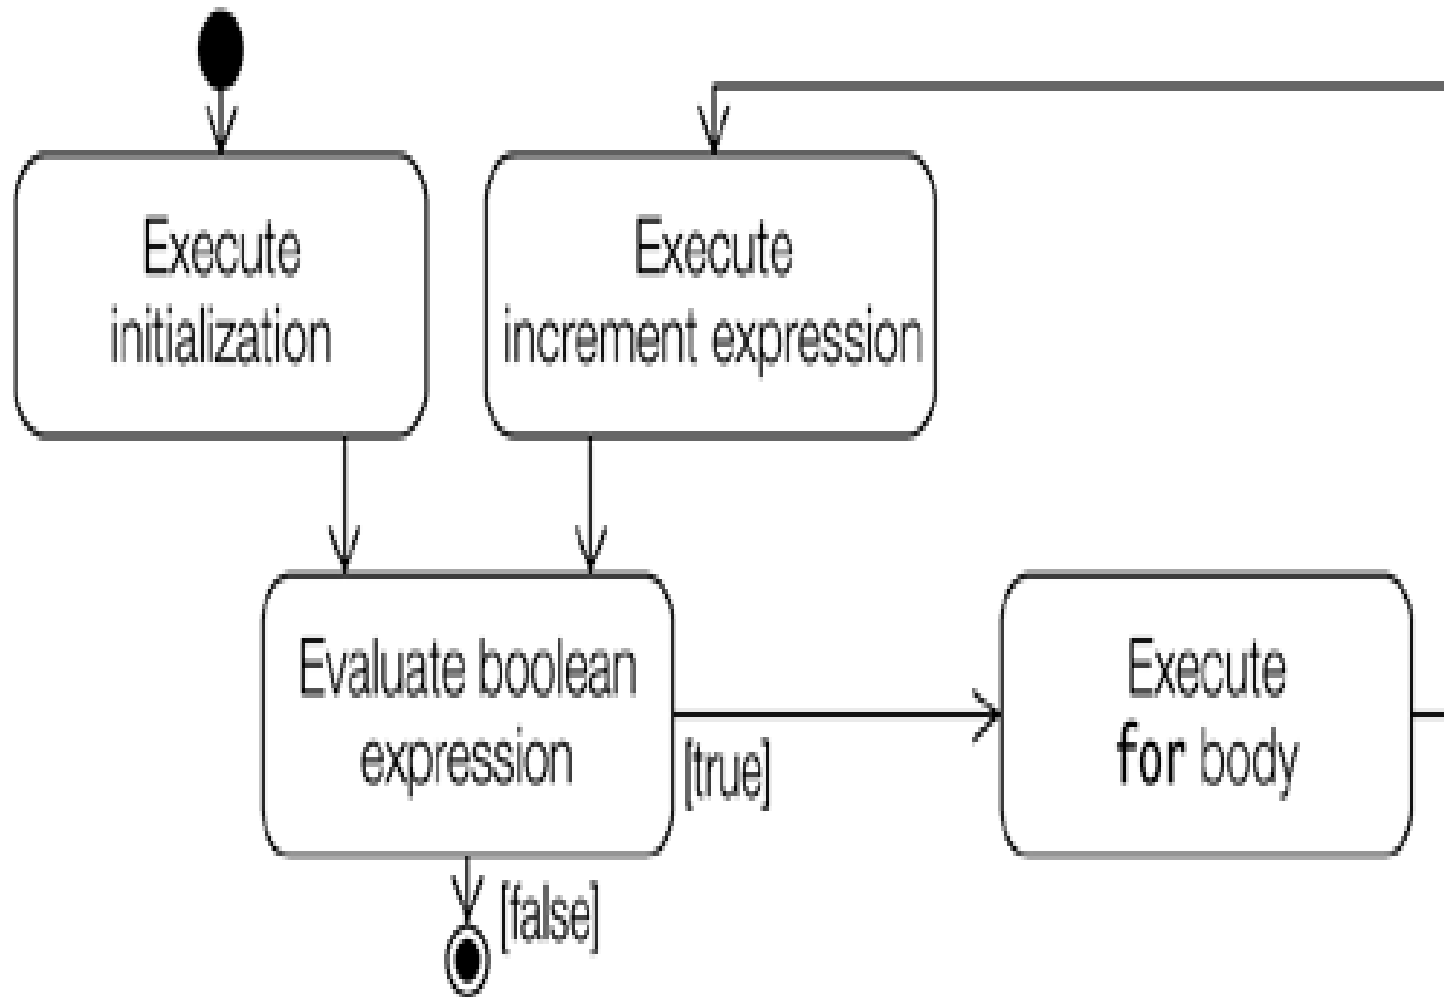 Execute
initialization
Execute
increment expression
Evaluate boolean
expression
[true]
Execute
for body
[false]